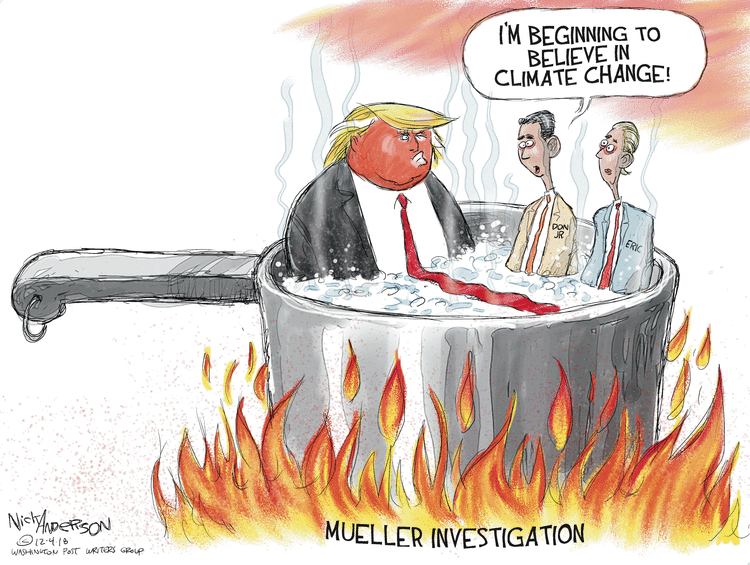 I'M BEGINNING TO
BELIEVE IN
CLIMATE CHANGE!
DON
JR.
ERIC
MUELLER INVESTIGATION
NICK ANDERSON
© 12-4-18
WASHINGTON POST WRITERS GROUP